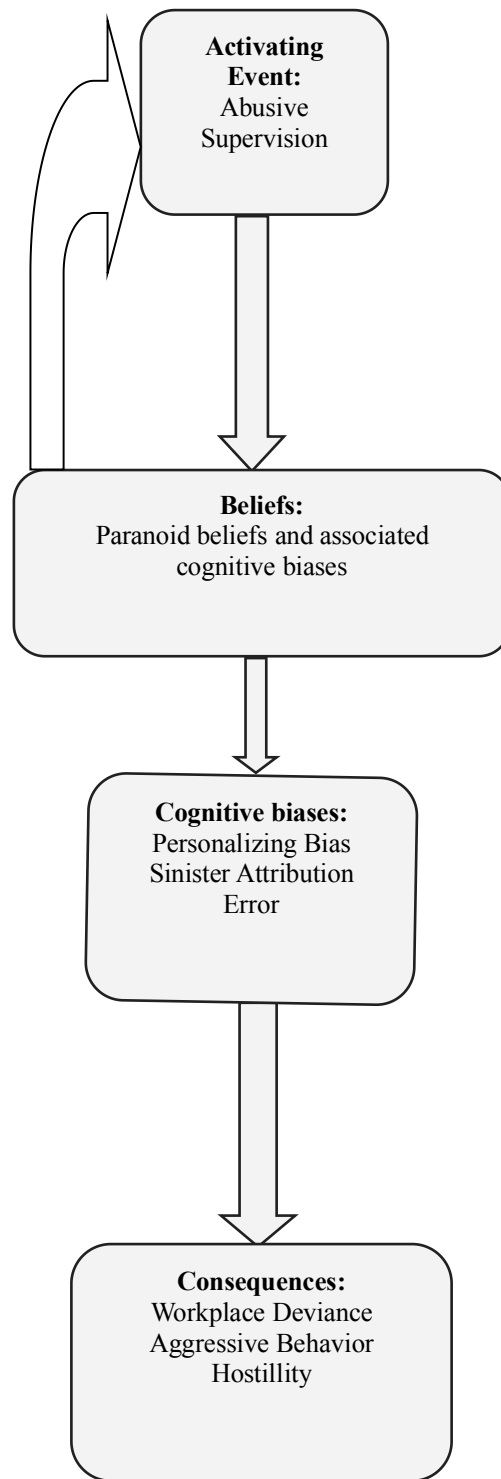 Activating
Event:
Abusive
Supervision
Beliefs:
Paranoid beliefs and associated
cognitive biases
Cognitive biases:
Personalizing Bias
Sinister Attribution
Error
Consequences:
Workplace Deviance
Aggressive Behavior
Hostillity